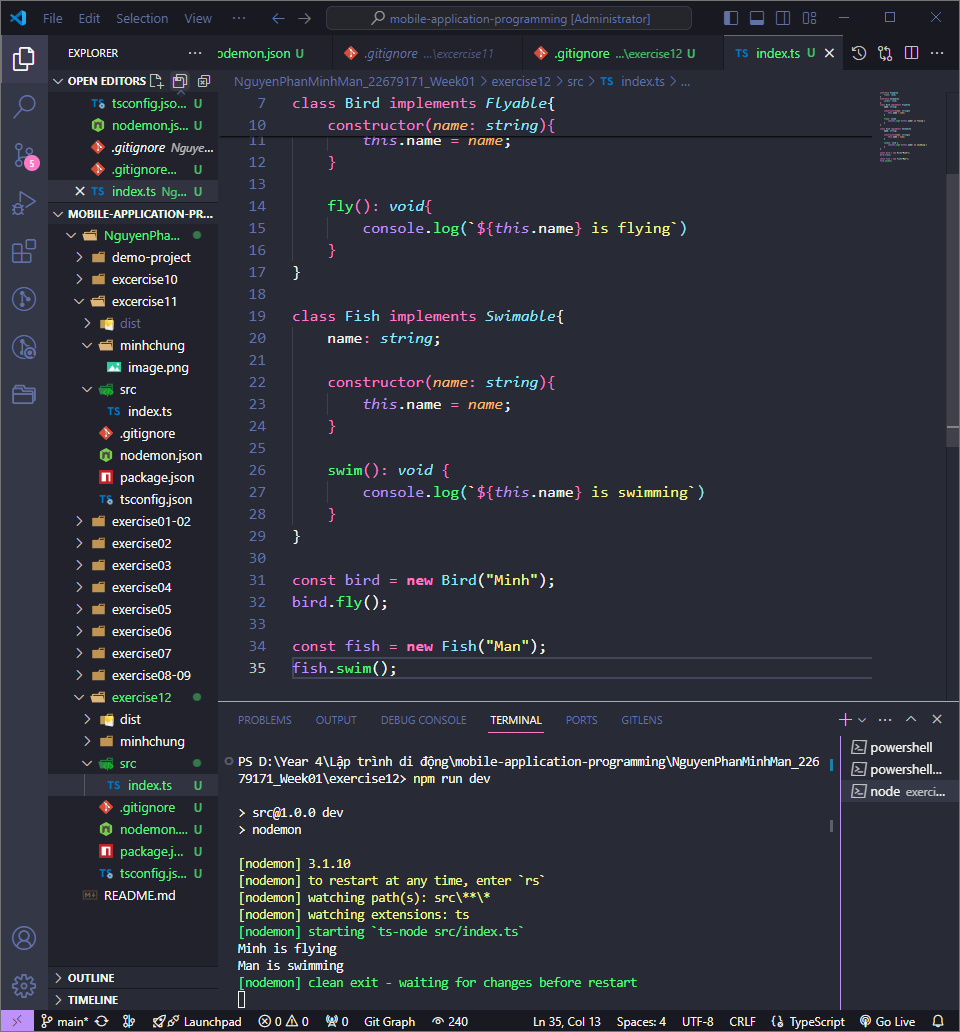 File Edit Selection View ··· mobile-application-programming [Administrator]
EXPLORER ···
odemon.json U .gitignore ...\excercise11 .gitignore ...\exercise12 U TS index.ts U
OPEN EDITORS
TS tsconfig.jso... U
nodemon.js... U
.gitignore Nguye...
.gitignore... U
TS index.ts Ng... U
MOBILE-APPLICATION-PR...
NguyenPha...
demo-project
excercise10
excercise11
dist
minhchung
image.png
src
TS index.ts
.gitignore
nodemon.json
package.json
TS tsconfig.json
exercise01-02
exercise02
exercise03
exercise04
exercise05
exercise06
exercise07
exercise08-09
exercise12
dist
minhchung
src
TS index.ts U
.gitignore U
nodemon.... U
package.j... U
TS tsconfig.js... U
README.md
OUTLINE
TIMELINE
NguyenPhanMinhMan_22679171_Week01 > exercise12 > src > TS index.ts > ...
7 class Bird implements Flyable{
10 constructor(name: string){
11 this.name = name;
12 }
13
14 fly(): void{
15 console.log(`${this.name} is flying`)
16 }
17 }
18
19 class Fish implements Swimable{
20 name: string;
21
22 constructor(name: string){
23 this.name = name;
24 }
25
26 swim(): void {
27 console.log(`${this.name} is swimming`)
28 }
29 }
30
31 const bird = new Bird("Minh");
32 bird.fly();
33
34 const fish = new Fish("Man");
35 fish.swim();
PROBLEMS OUTPUT DEBUG CONSOLE TERMINAL PORTS GITLENS
PS D:\Year 4\Lập trình di động\mobile-application-programming\NguyenPhanMinhMan_226
79171_Week01\exercise12> npm run dev
> src@1.0.0 dev
> nodemon
[nodemon] 3.1.10
[nodemon] to restart at any time, enter `rs`
[nodemon] watching path(s): src\**\*
[nodemon] watching extensions: ts
[nodemon] starting `ts-node src/index.ts`
Minh is flying
Man is swimming
[nodemon] clean exit - waiting for changes before restart
powershell
powershell...
node exerci...
5
main* Launchpad 0 0 0 Git Graph 240 Ln 35, Col 13 Spaces: 4 UTF-8 CRLF {} TypeScript Go Live